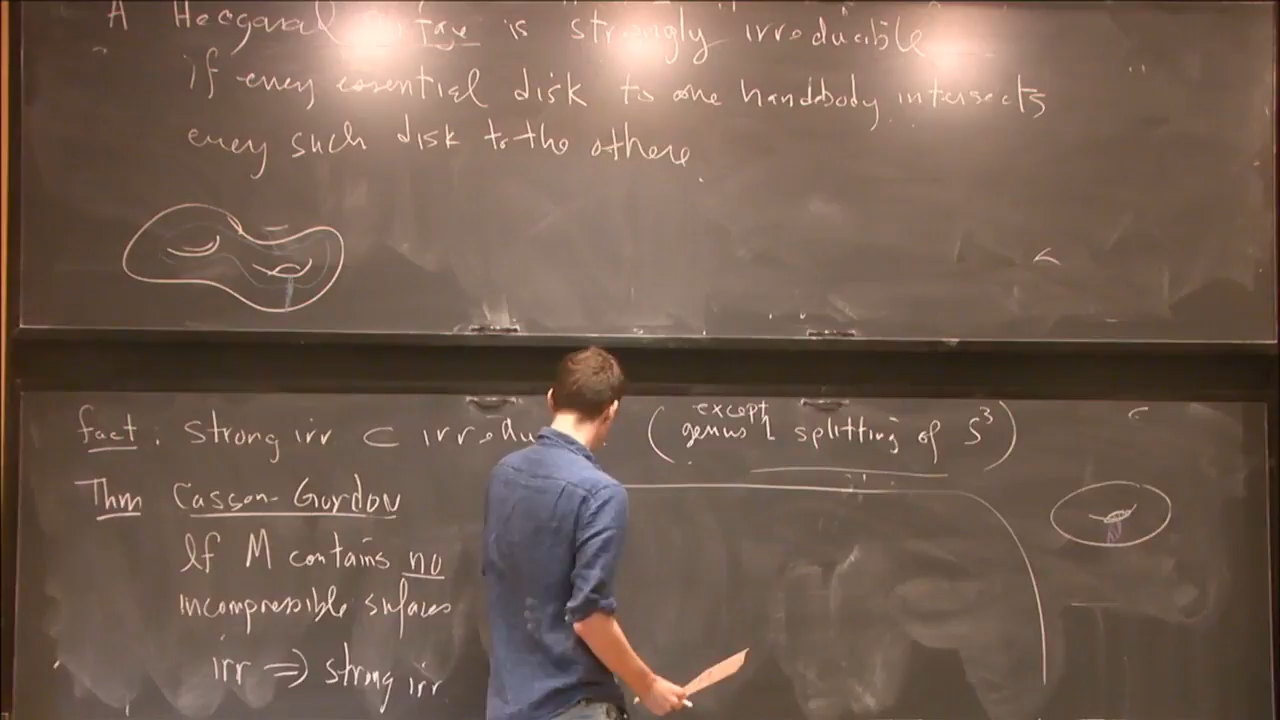 A Heegaard is strongly irreducible
if every essential disk to one handlebody intersects
every such disk to the othere.
fact: Strong irr ⊂ irredu
(except genus 1 splitting of S³)
Thm Casson-Gordon
If M contains no
incompressible surfaces
irr ⇒ strong irr